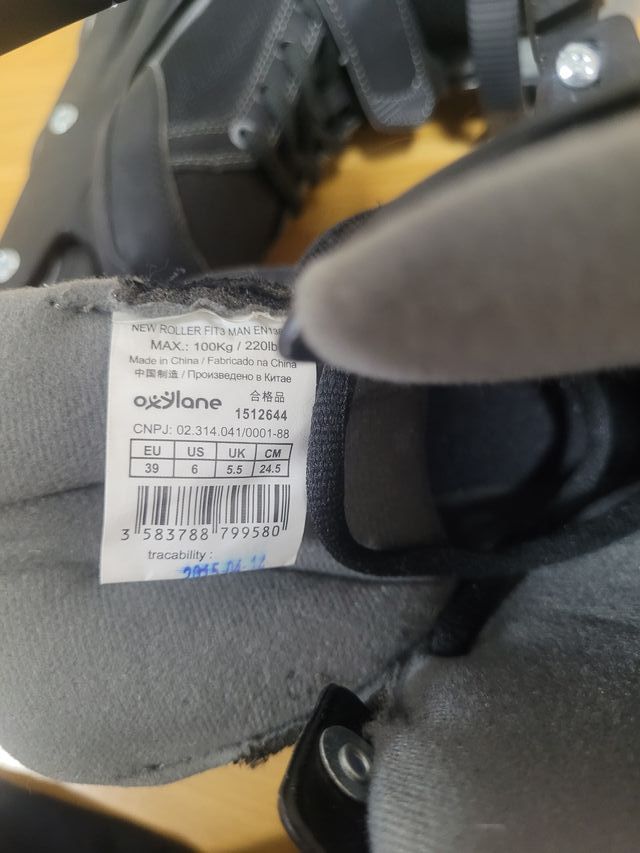 NEW ROLLER FIT3 MAN
MAX.: 100Kg / 220lb
Made in China / Fabricado na China
中国制造 / Произведено в Китае
oxylane 合格品
1512644
CNPJ: 02.314.041/0001-88
EU US UK CM
39 6 5.5 24.5
3 583788 799580
tracability :